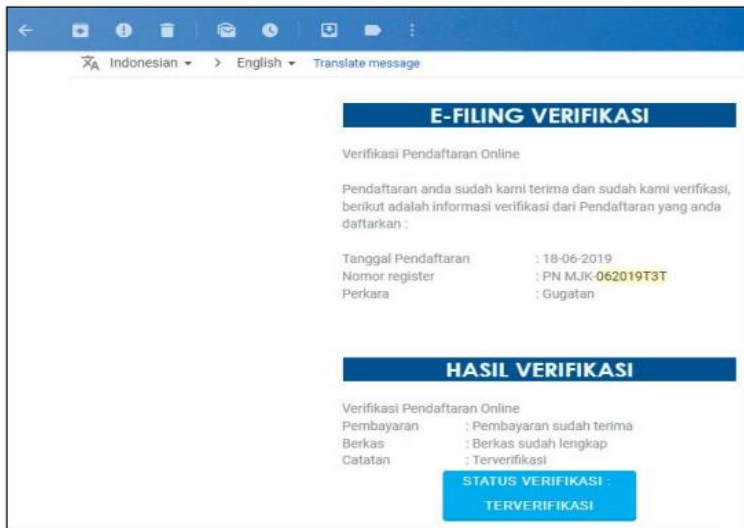 Indonesian > English Translate message
E-FILING VERIFIKASI
Verifikasi Pendaftaran Online
Pendaftaran anda sudah kami terima dan sudah kami verifikasi,
berikut adalah informasi verifikasi dari Pendaftaran yang anda
daftarkan :
Tanggal Pendaftaran : 18-06-2019
Nomor register : PN MJK-062019T3T
Perkara : Gugatan
HASIL VERIFIKASI
Verifikasi Pendaftaran Online
Pembayaran : Pembayaran sudah terima
Berkas : Berkas sudah lengkap
Catatan : Terverifikasi
STATUS VERIFIKASI :
TERVERIFIKASI